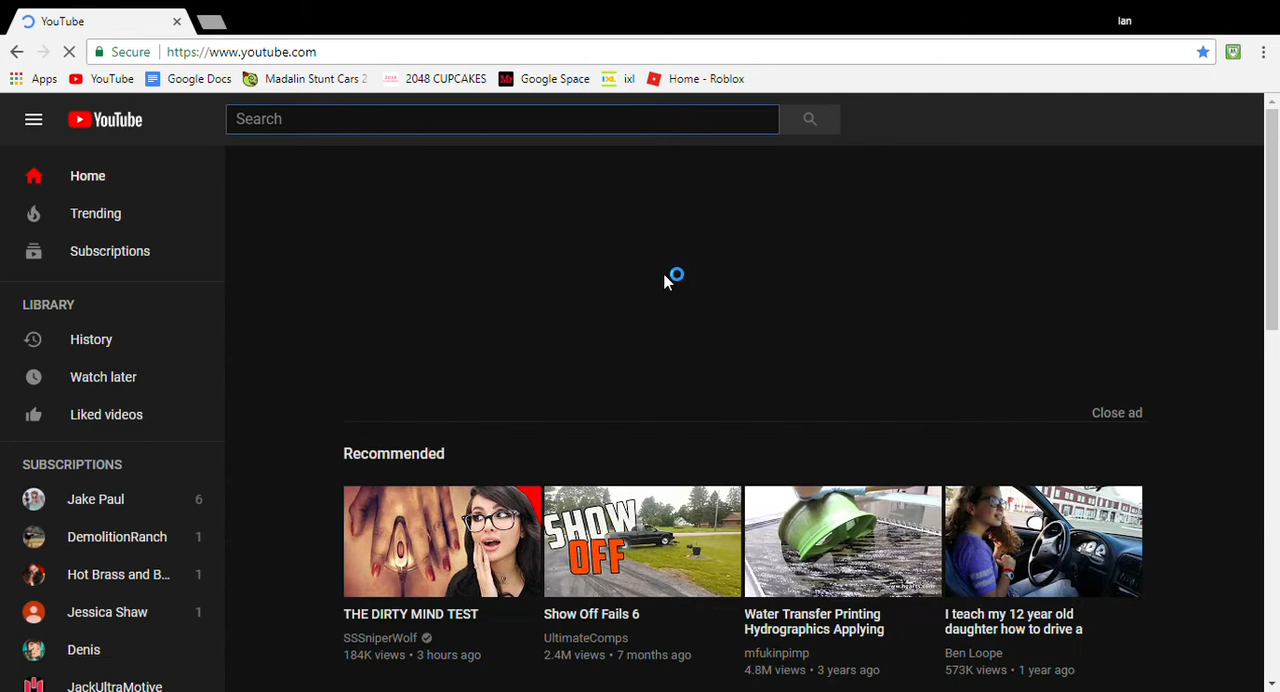 YouTube
Ian
Secure https://www.youtube.com
Apps YouTube Google Docs Madalin Stunt Cars 2 2048 CUPCAKES Google Space ixl Home - Roblox
YouTube
Search
Home
Trending
Subscriptions
LIBRARY
History
Watch later
Liked videos
SUBSCRIPTIONS
Jake Paul 6
DemolitionRanch 1
Hot Brass and B... 1
Jessica Shaw 1
Denis
JackUltraMotive
Close ad
Recommended
SHOW
OFF
THE DIRTY MIND TEST
SSSniperWolf
184K views • 3 hours ago
Show Off Fails 6
UltimateComps
2.4M views • 7 months ago
Water Transfer Printing
Hydrographics Applying
mfukinpimp
4.8M views • 3 years ago
I teach my 12 year old
daughter how to drive a
Ben Loope
573K views • 1 year ago